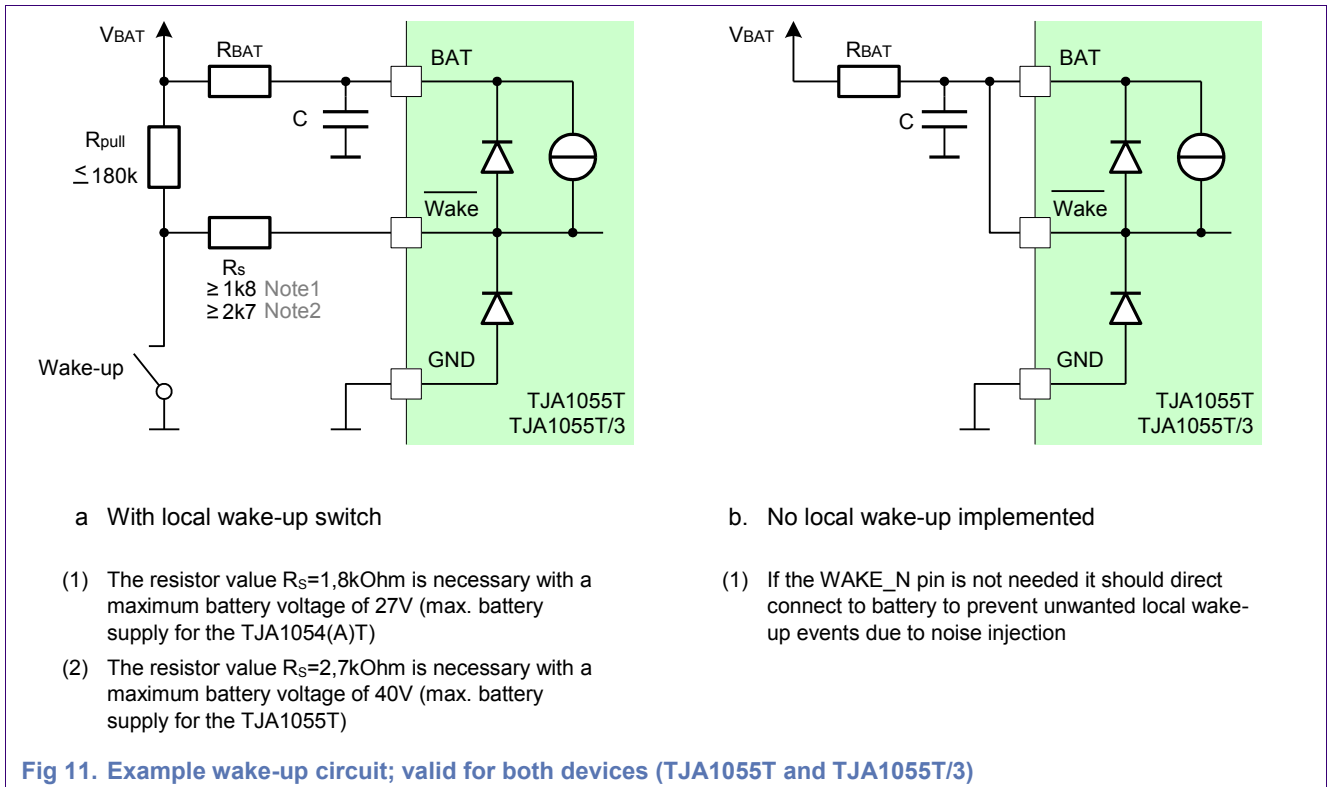 VBAT
RBAT
BAT
C
Rpull
≤180k
Wake
Rs
≥1k8 Note1
≥2k7 Note2
Wake-up
GND
TJA1055T
TJA1055T/3
VBAT
RBAT
BAT
C
Wake
GND
TJA1055T
TJA1055T/3
a With local wake-up switch
(1) The resistor value RS=1,8kOhm is necessary with a
maximum battery voltage of 27V (max. battery
supply for the TJA1054(A)T)
(2) The resistor value RS=2,7kOhm is necessary with a
maximum battery voltage of 40V (max. battery
supply for the TJA1055T)
b. No local wake-up implemented
(1) If the WAKE_N pin is not needed it should direct
connect to battery to prevent unwanted local wake-
up events due to noise injection
Fig 11. Example wake-up circuit; valid for both devices (TJA1055T and TJA1055T/3)